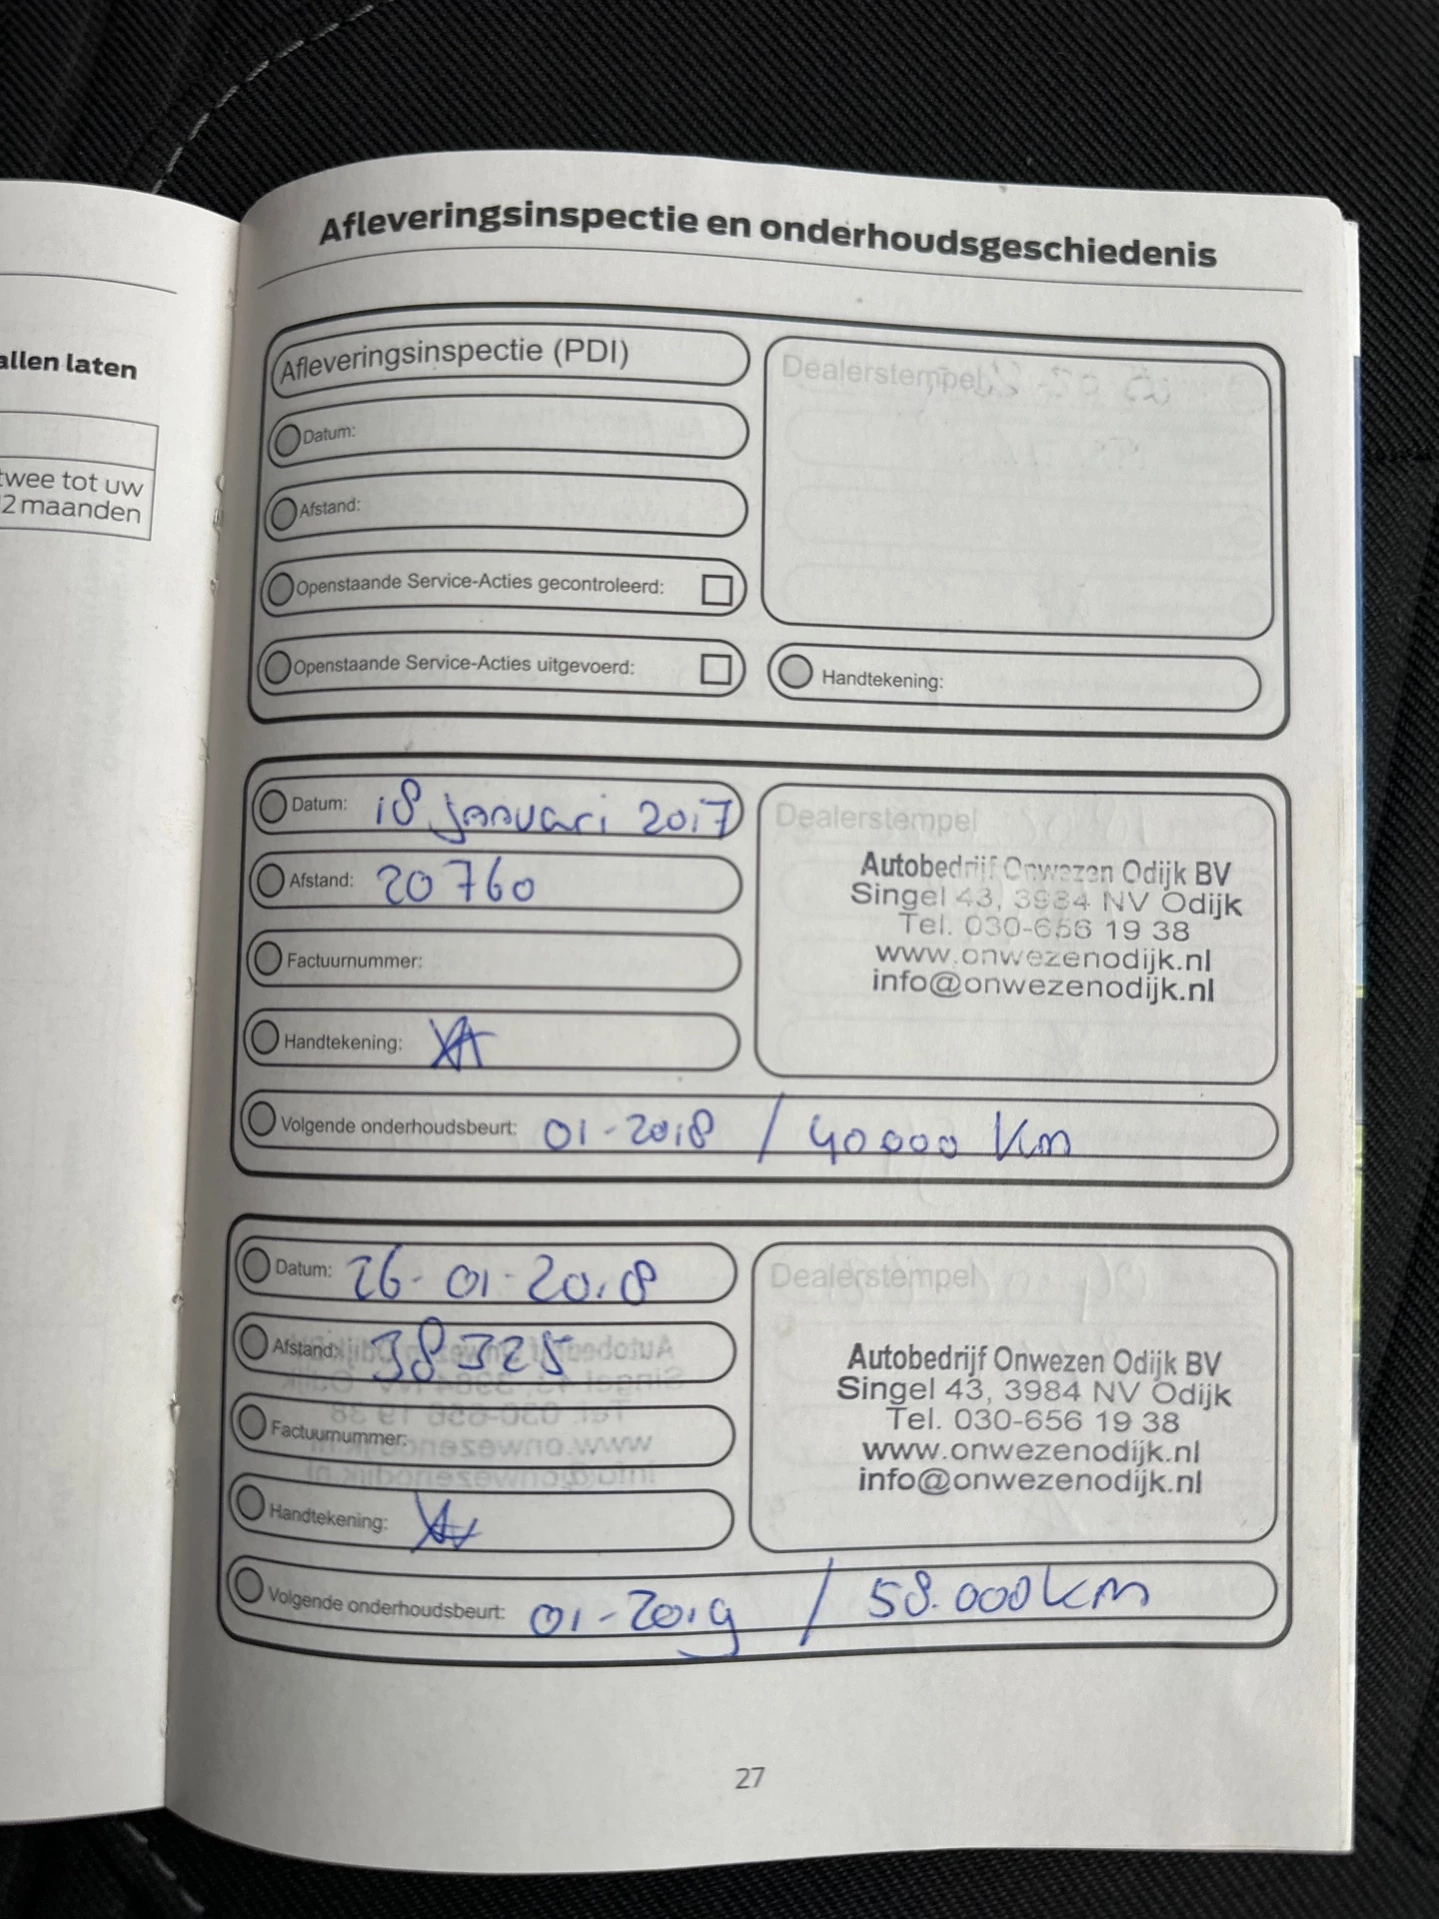 allen laten
twee tot uw
12 maanden
Afleveringsinspectie en onderhoudsgeschiedenis
Afleveringsinspectie (PDI)
Datum:
Afstand:
Openstaande Service-Acties gecontroleerd:
Openstaande Service-Acties uitgevoerd:
Dealerstempel
Handtekening:
Datum: 18 januari 2017
Afstand: 20760
Factuurnummer:
Handtekening:
Dealerstempel
Autobedrijf Onwezen Odijk BV
Singel 43, 3984 NV Odijk
Tel. 030-656 19 38
www.onwezenodijk.nl
info@onwezenodijk.nl
Volgende onderhoudsbeurt: 01-2018 / 40000 km
Datum: 26-01-2018
Afstand: 38325
Factuurnummer:
Handtekening:
Dealerstempel
Autobedrijf Onwezen Odijk BV
Singel 43, 3984 NV Odijk
Tel. 030-656 19 38
www.onwezenodijk.nl
info@onwezenodijk.nl
Volgende onderhoudsbeurt: 01-2019 / 58.000 km
27